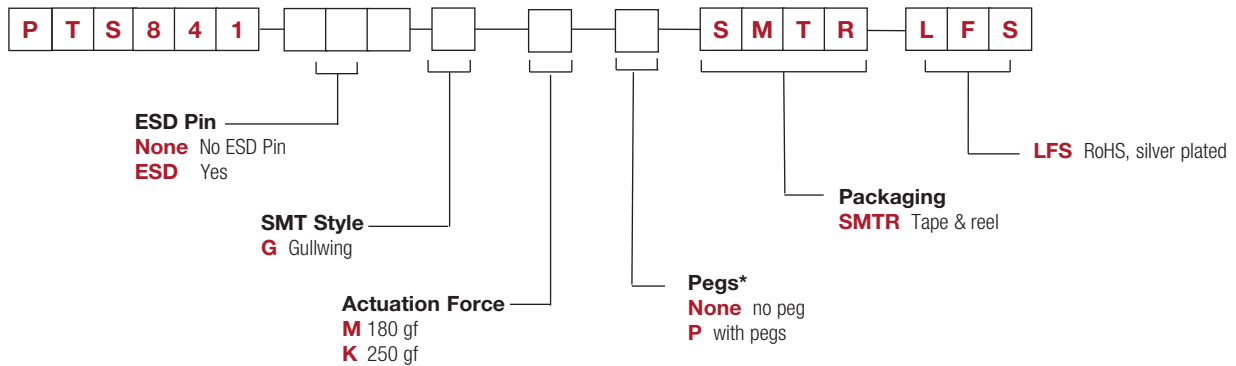 P T S 8 4 1 S M T R L F S
ESD Pin
None No ESD Pin
ESD Yes
SMT Style
G Gullwing
Actuation Force
M 180 gf
K 250 gf
Pegs*
None no peg
P with pegs
Packaging
SMTR Tape & reel
LFS RoHS, silver plated